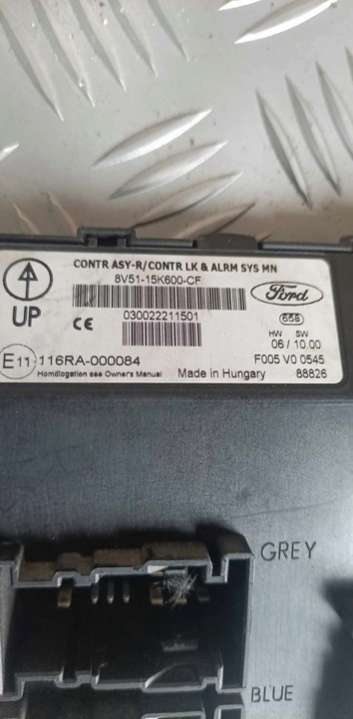 CONTR ASY-R/CONTR LK & ALRM SYS MN
8V51-15K600-CF
Ford
UP
CE
030022211501
HW SW
06 / 10.00
E11 116RA-000084
F005 V0 0545
Homologation see Owner's Manual
Made in Hungary
88826
GREY
BLUE